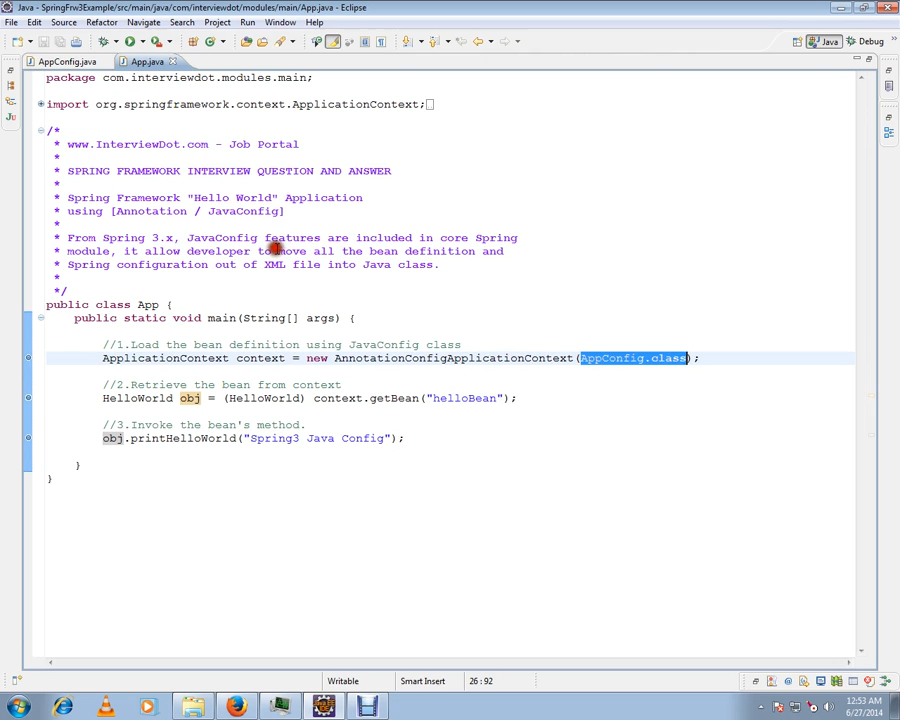 Java - SpringFrw3Example/src/main/java/com/interviewdot/modules/main/App.java - Eclipse
File Edit Source Refactor Navigate Search Project Run Window Help
Java Debug
AppConfig.java App.java
package com.interviewdot.modules.main;
import org.springframework.context.ApplicationContext;
/*
* www.InterviewDot.com - Job Portal
*
* SPRING FRAMEWORK INTERVIEW QUESTION AND ANSWER
*
* Spring Framework "Hello World" Application
* using [Annotation / JavaConfig]
*
* From Spring 3.x, JavaConfig features are included in core Spring
* module, it allow developer to move all the bean definition and
* Spring configuration out of XML file into Java class.
*
*/
public class App {
public static void main(String[] args) {
//1.Load the bean definition using JavaConfig class
ApplicationContext context = new AnnotationConfigApplicationContext(AppConfig.class);
//2.Retrieve the bean from context
HelloWorld obj = (HelloWorld) context.getBean("helloBean");
//3.Invoke the bean's method.
obj.printHelloWorld("Spring3 Java Config");
}
}
Writable Smart Insert 26 : 92
12:53 AM
6/27/2014